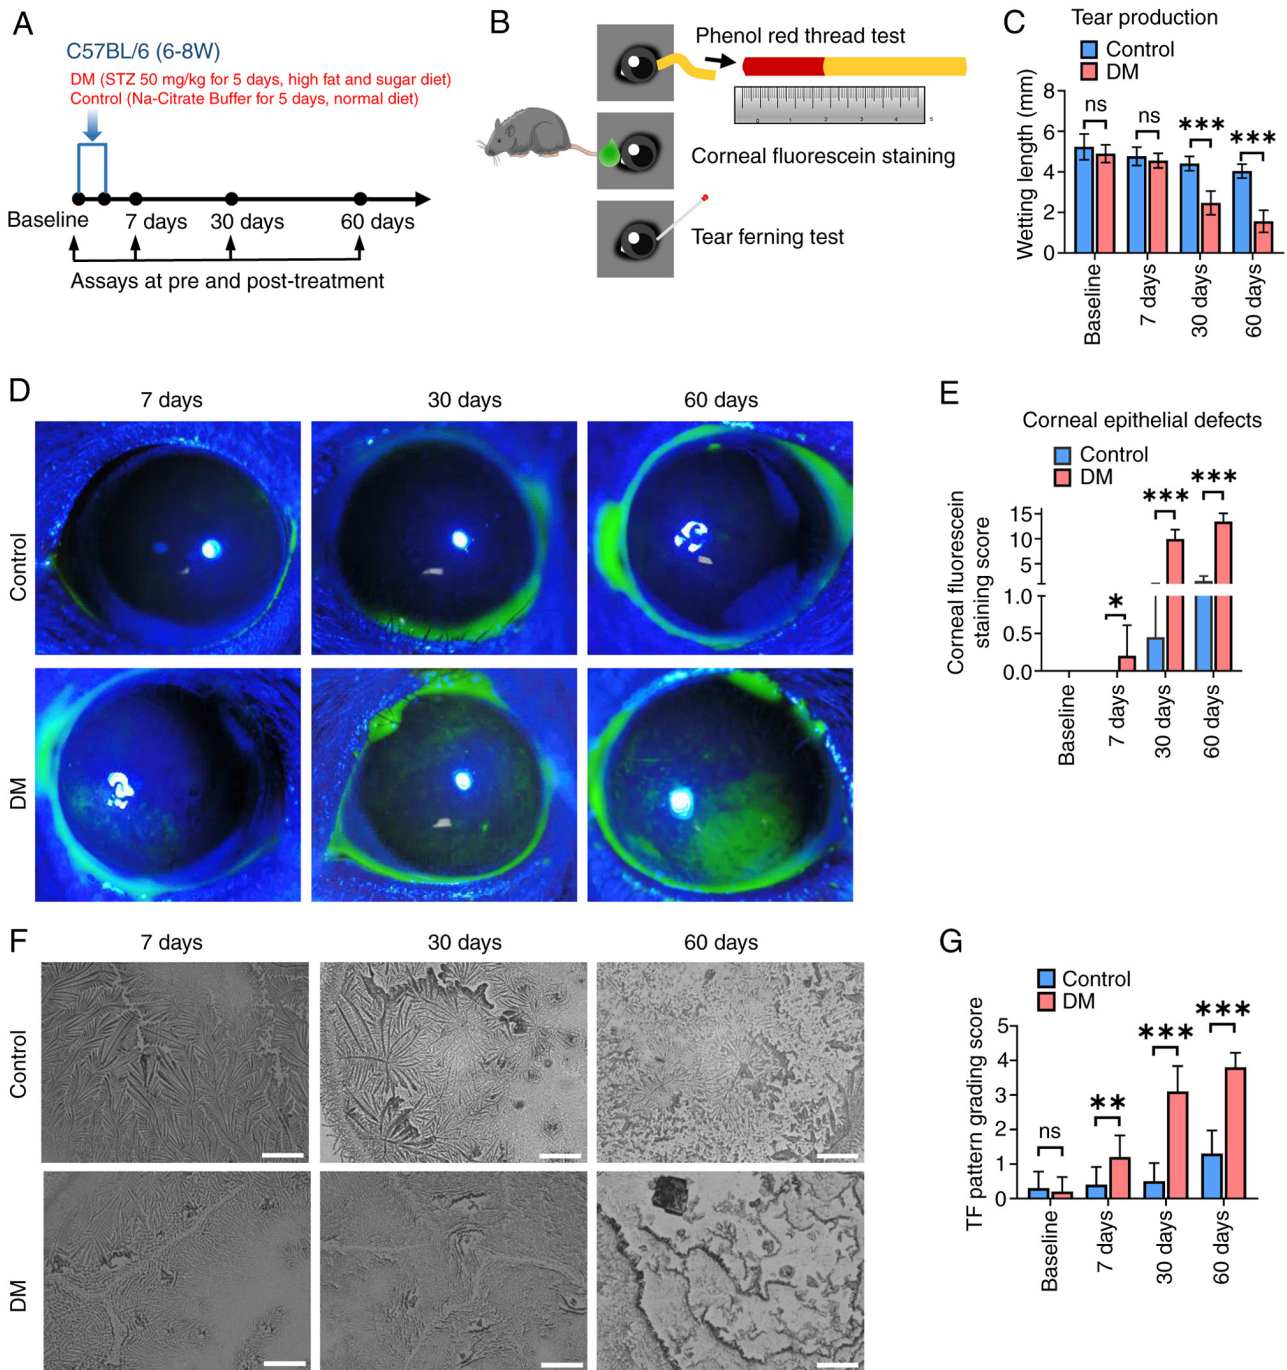 A
C57BL/6 (6-8W)
DM (STZ 50 mg/kg for 5 days, high fat and sugar diet)
Control (Na-Citrate Buffer for 5 days, normal diet)
Baseline 7 days 30 days 60 days
Assays at pre and post-treatment
B
Phenol red thread test
0 1 2 3 4 5
Corneal fluorescein staining
Tear ferning test
C
Tear production
Control
DM
Wetting length (mm)
8
6
4
2
0
ns ns *** ***
Baseline
7 days
30 days
60 days
D
7 days 30 days 60 days
Control
DM
E
Corneal epithelial defects
Control
DM
Corneal fluorescein
staining score
15
10
5
1.0
0.5
0.0
* *** ***
Baseline
7 days
30 days
60 days
F
7 days 30 days 60 days
Control
DM
G
Control
DM
TF pattern grading score
5
4
3
2
1
0
ns ** *** ***
Baseline
7 days
30 days
60 days